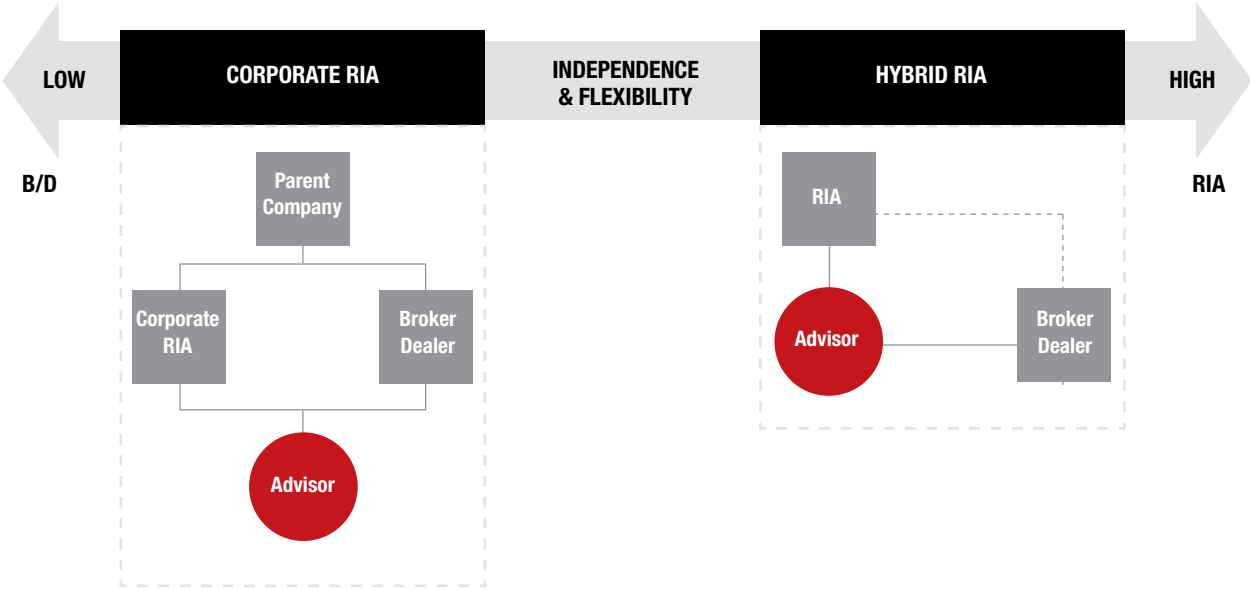 LOW
CORPORATE RIA
INDEPENDENCE
& FLEXIBILITY
HYBRID RIA
HIGH
B/D
RIA
Parent
Company
Corporate
RIA
Broker
Dealer
Advisor
RIA
Advisor
Broker
Dealer